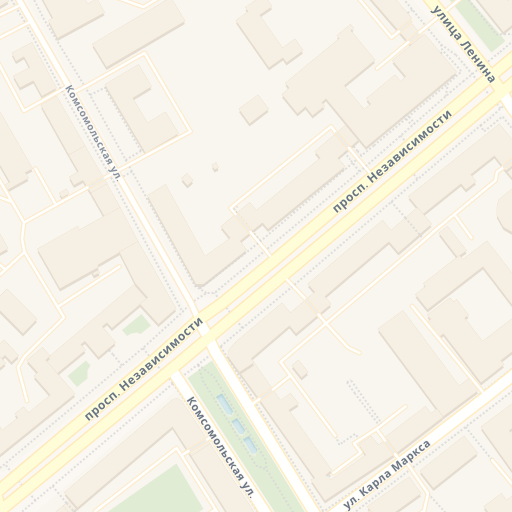 улица Ленина
Комсомольская ул.
просп. Независимости
просп. Независимости
Комсомольская ул.
ул. Карла Маркса